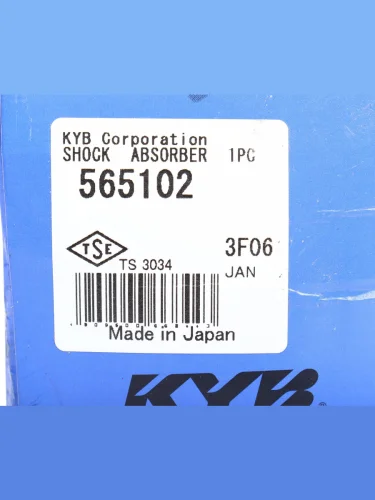 KYB Corporation
SHOCK ABSORBER 1PC
565102
TSE
3F06
TS 3034
JAN
Made in Japan
KYB